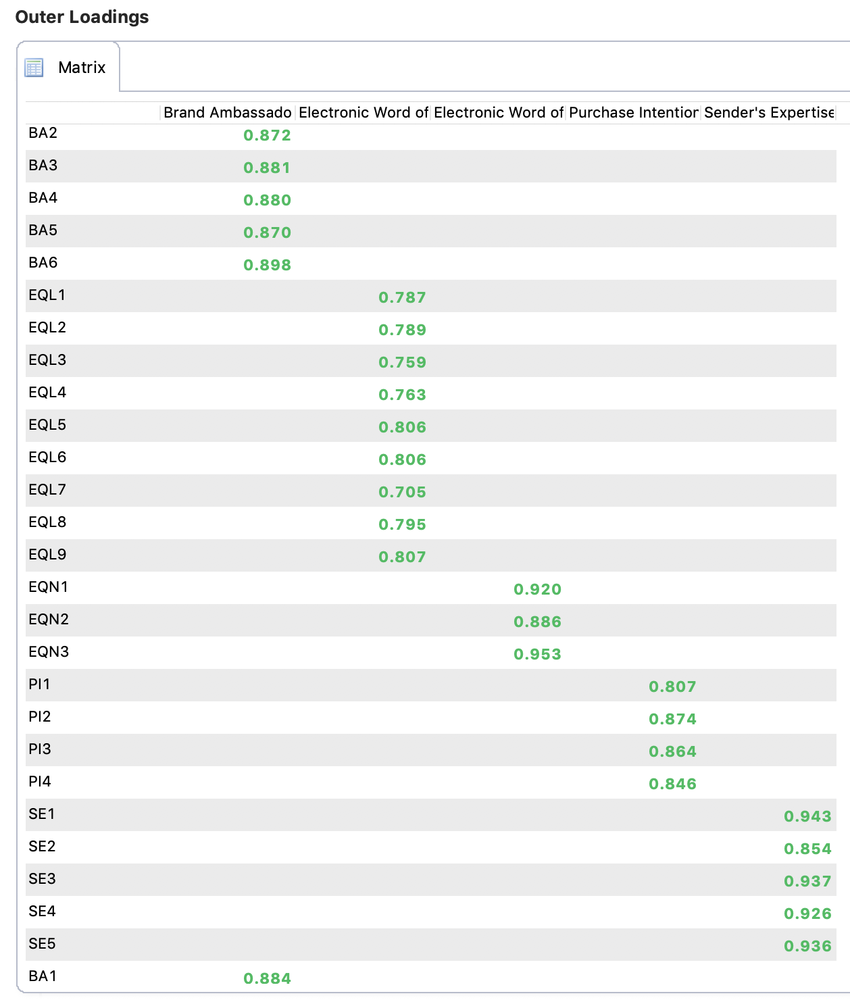 Outer Loadings
Matrix
Brand Ambassado Electronic Word of Electronic Word of Purchase Intention Sender's Expertise
BA2 0.872
BA3 0.881
BA4 0.880
BA5 0.870
BA6 0.898
EQL1 0.787
EQL2 0.789
EQL3 0.759
EQL4 0.763
EQL5 0.806
EQL6 0.806
EQL7 0.705
EQL8 0.795
EQL9 0.807
EQN1 0.920
EQN2 0.886
EQN3 0.953
PI1 0.807
PI2 0.874
PI3 0.864
PI4 0.846
SE1 0.943
SE2 0.854
SE3 0.937
SE4 0.926
SE5 0.936
BA1 0.884